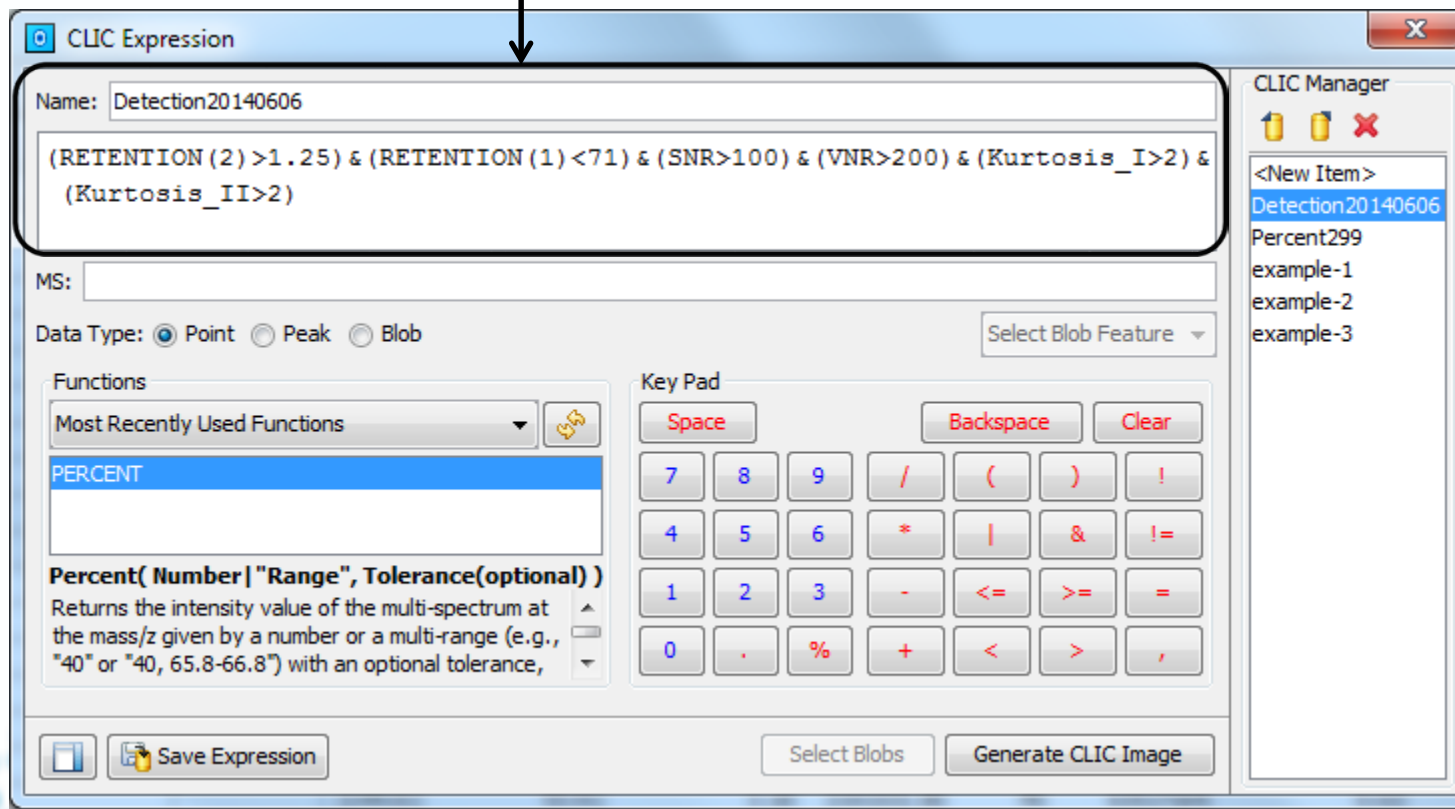 CLIC Expression
x
Name: Detection20140606
(RETENTION(2)>1.25)&(RETENTION(1)<71)&(SNR>100)&(VNR>200)&(Kurtosis_I>2)&
(Kurtosis_II>2)
MS:
Data Type: Point Peak Blob
Select Blob Feature
Functions
Most Recently Used Functions
PERCENT
Percent( Number|"Range", Tolerance(optional) )
Returns the intensity value of the multi-spectrum at
the mass/z given by a number or a multi-range (e.g.,
"40" or "40, 65.8-66.8") with an optional tolerance,
Key Pad
Space Backspace Clear
7 8 9 / ( ) !
4 5 6 * | & !=
1 2 3 - <= >= =
0 . % + < > ,
Save Expression
Select Blobs
Generate CLIC Image
CLIC Manager
<New Item>
Detection20140606
Percent299
example-1
example-2
example-3